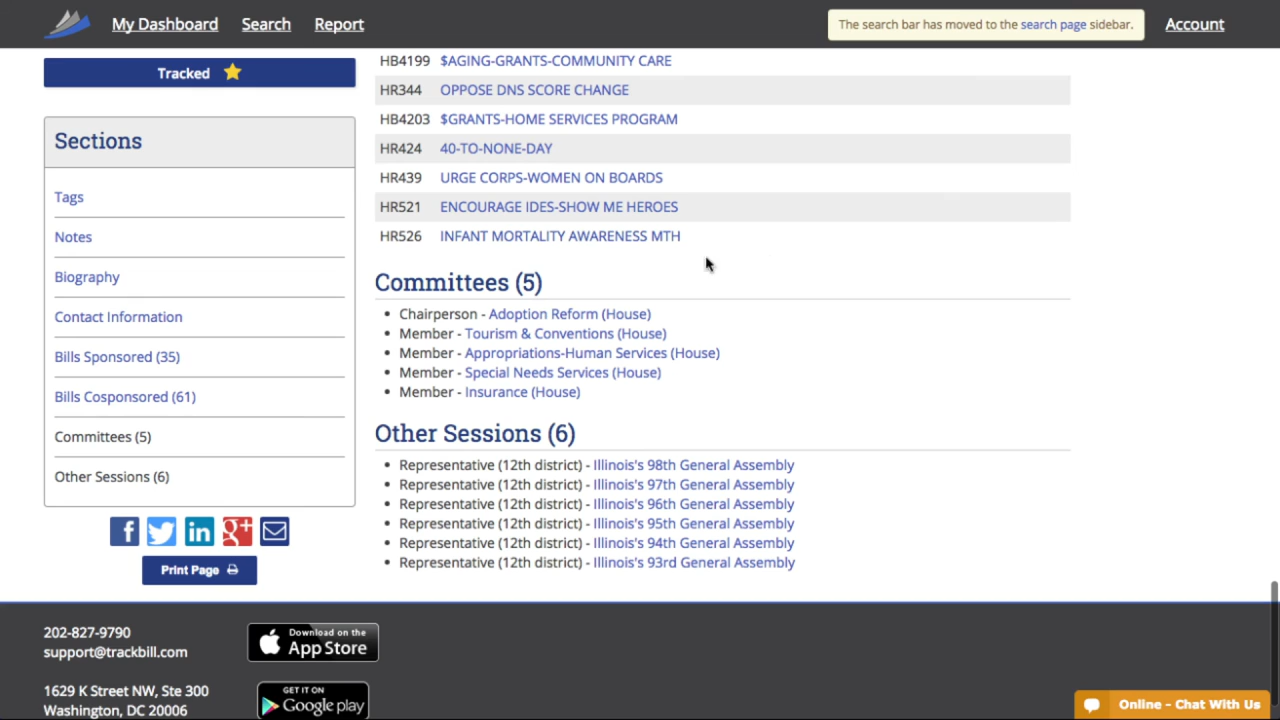 My Dashboard Search Report
The search bar has moved to the search page sidebar.
Account
Tracked
Sections
Tags
Notes
Biography
Contact Information
Bills Sponsored (35)
Bills Cosponsored (61)
Committees (5)
Other Sessions (6)
Print Page
HB4199 $AGING-GRANTS-COMMUNITY CARE
HR344 OPPOSE DNS SCORE CHANGE
HB4203 $GRANTS-HOME SERVICES PROGRAM
HR424 40-TO-NONE-DAY
HR439 URGE CORPS-WOMEN ON BOARDS
HR521 ENCOURAGE IDES-SHOW ME HEROES
HR526 INFANT MORTALITY AWARENESS MTH
Committees (5)
Chairperson - Adoption Reform (House)
Member - Tourism & Conventions (House)
Member - Appropriations-Human Services (House)
Member - Special Needs Services (House)
Member - Insurance (House)
Other Sessions (6)
Representative (12th district) - Illinois's 98th General Assembly
Representative (12th district) - Illinois's 97th General Assembly
Representative (12th district) - Illinois's 96th General Assembly
Representative (12th district) - Illinois's 95th General Assembly
Representative (12th district) - Illinois's 94th General Assembly
Representative (12th district) - Illinois's 93rd General Assembly
202-827-9790
support@trackbill.com
1629 K Street NW, Ste 300
Washington, DC 20006
Download on the
App Store
GET IT ON
Google play
Online - Chat With Us